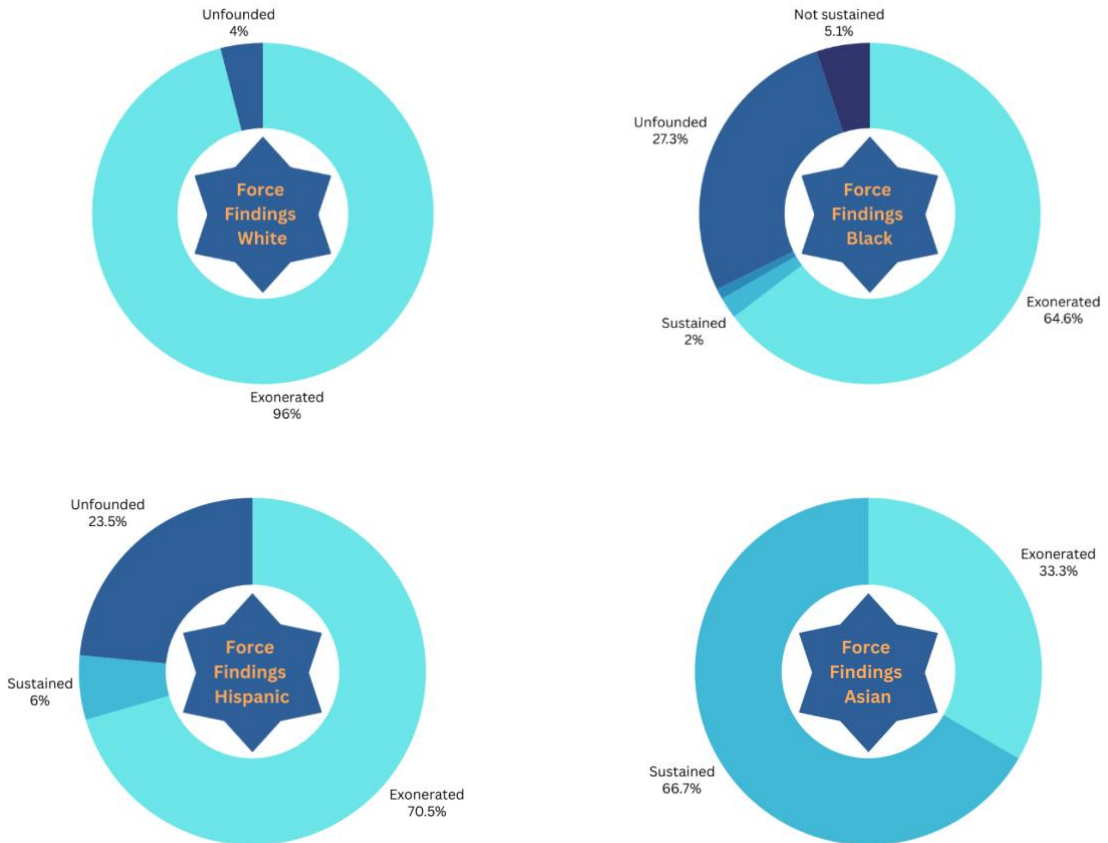 Unfounded
4%
Force
Findings
White
Exonerated
96%
Not sustained
5.1%
Unfounded
27.3%
Force
Findings
Black
Exonerated
64.6%
Sustained
2%
Unfounded
23.5%
Force
Findings
Hispanic
Sustained
6%
Exonerated
70.5%
Exonerated
33.3%
Force
Findings
Asian
Sustained
66.7%